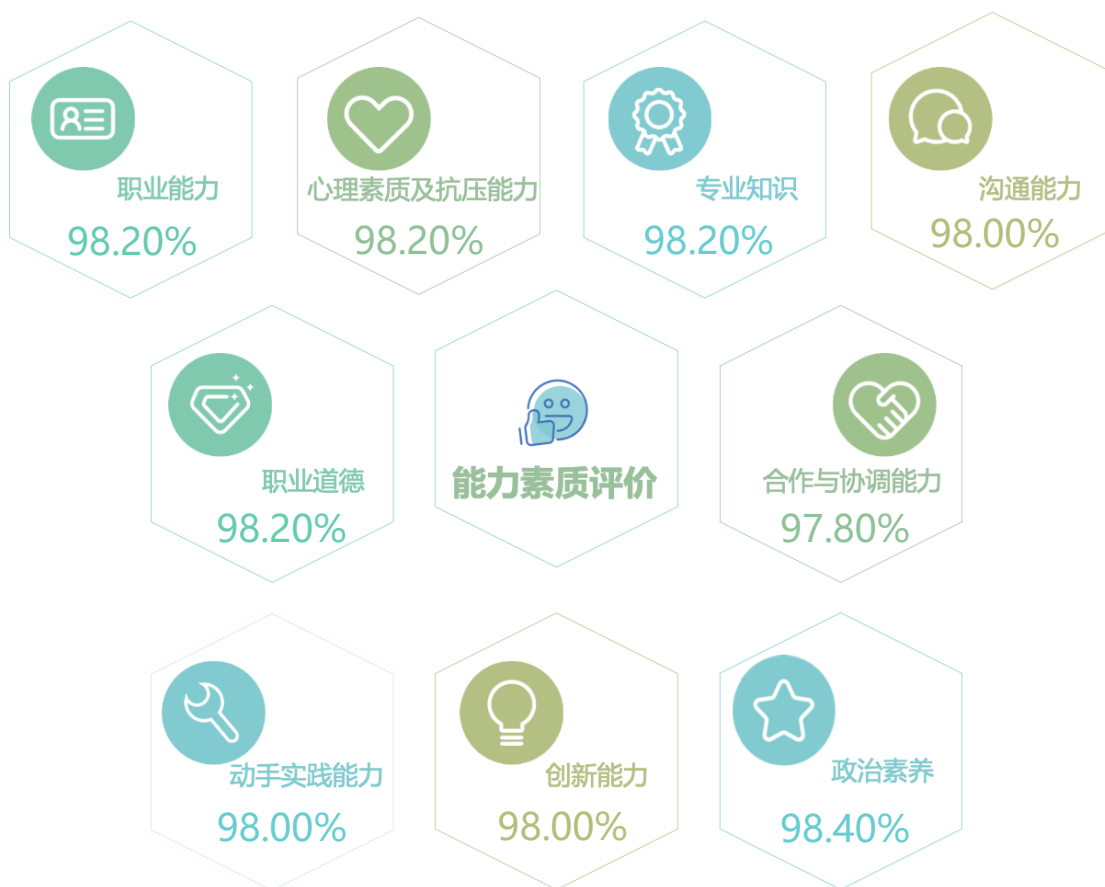 职业能力
98.20%
心理素质及抗压能力
98.20%
专业知识
98.20%
沟通能力
98.00%
职业道德
98.20%
能力素质评价
合作与协调能力
97.80%
动手实践能力
98.00%
创新能力
98.00%
政治素养
98.40%